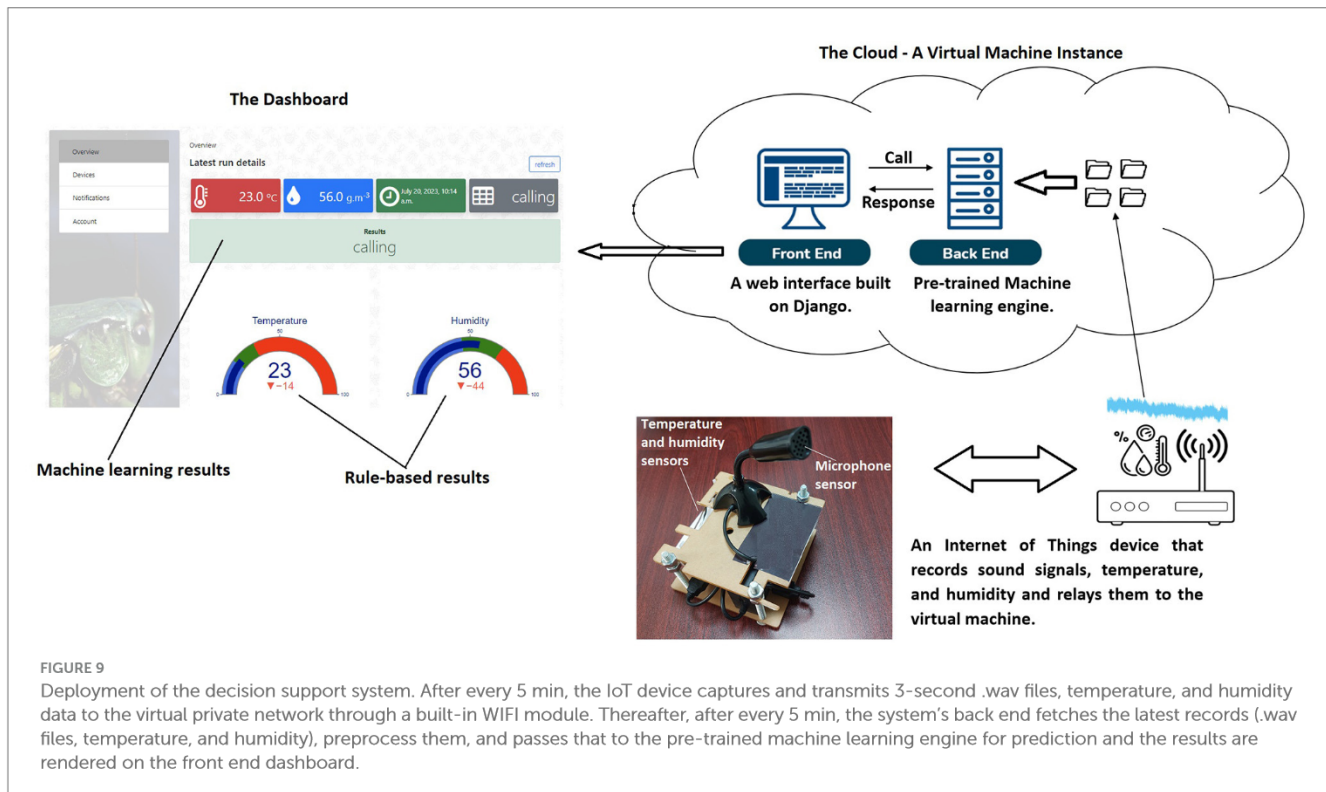 The Cloud - A Virtual Machine Instance
The Dashboard
Overview
Devices
Notifications
Account
Overview
Latest run details
refresh
23.0 °C
56.0 g.m⁻³
July 20, 2023, 10:14
a.m.
calling
Results
calling
Temperature
50
0
100
23
▼−14
Humidity
50
0
100
56
▼−44
Machine learning results
Rule-based results
Call
Response
Front End
A web interface built
on Django.
Back End
Pre-trained Machine
learning engine.
Temperature
and humidity
sensors
Microphone
sensor
%
An Internet of Things device that
records sound signals, temperature,
and humidity and relays them to the
virtual machine.
FIGURE 9
Deployment of the decision support system. After every 5 min, the IoT device captures and transmits 3-second .wav files, temperature, and humidity
data to the virtual private network through a built-in WIFI module. Thereafter, after every 5 min, the system's back end fetches the latest records (.wav
files, temperature, and humidity), preprocess them, and passes that to the pre-trained machine learning engine for prediction and the results are
rendered on the front end dashboard.